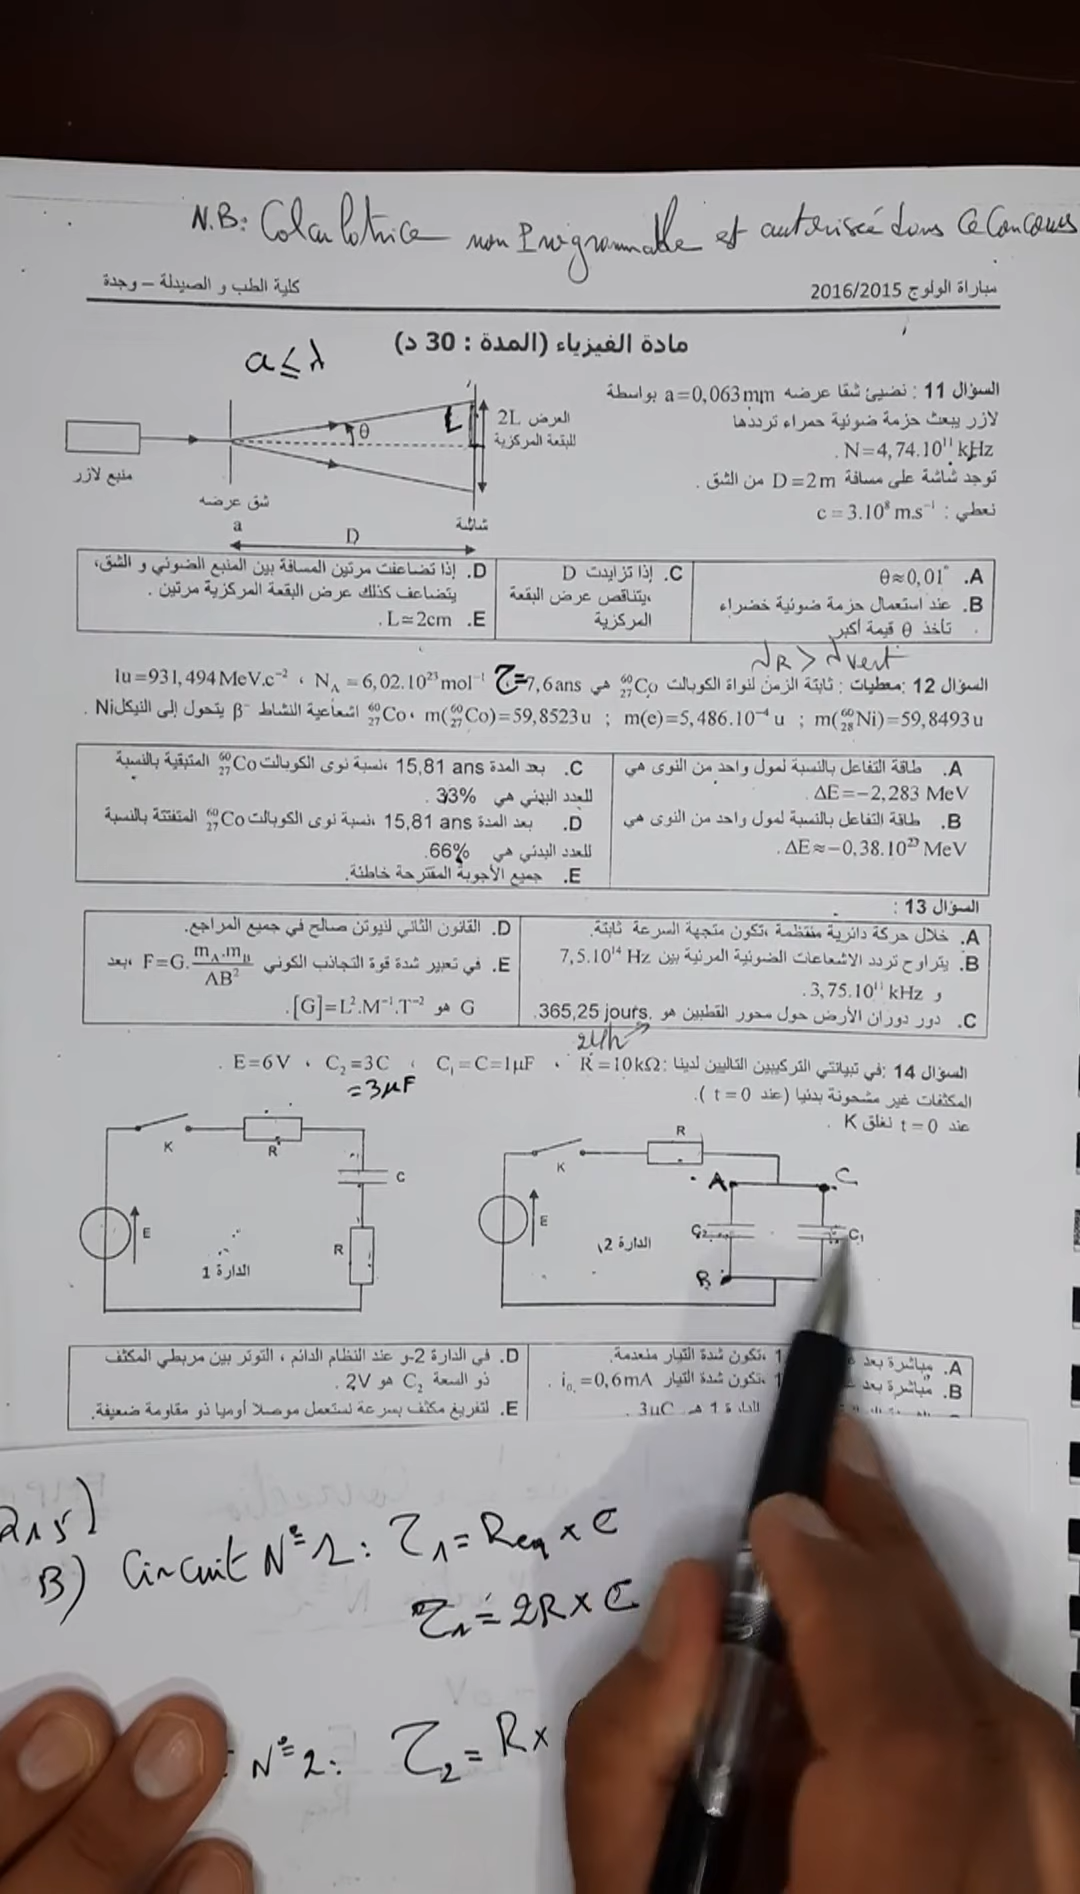 N.B: Calculatrice non Programmable et autorisée dans ce Concours
مباراة الولوج 2016/2015
كلية الطب و الصيدلة – وجدة
مادة الفيزياء (المدة : 30 د)
a ≤ λ
السؤال 11 : نضيئ شقا عرضه a=0,063mm بواسطة
لازر يبعث حزمة ضوئية حمراء ترددها
N=4,74.10¹¹ kHz .
توجد شاشة على مسافة D=2m من الشق .
نعطي : c=3.10⁸ m.s⁻¹
منبع لازر
شق عرضه
a
θ
L
2L العرض
للبقعة المركزية
شاشة
D
A. θ≈0,01°
B. عند استعمال حزمة ضوئية خضراء
تأخذ θ قيمة أكبر
C. إذا تزايدت D
،يتناقص عرض البقعة
المركزية
D. إذا تضاعفت مرتين المسافة بين المنبع الضوئي و الشق،
يتضاعف كذلك عرض البقعة المركزية مرتين .
E. L≃2cm .
λR > λvert
السؤال 12 :معطيات : ثابتة الزمن لنواة الكوبالت ⁶⁰₂₇Co هي τ=7,6ans ، N_A=6,02.10²³mol⁻¹ ، 1u=931,494MeV.c⁻²
m(⁶⁰₂₈Ni)=59,8493u ; m(e)=5,486.10⁻⁴u ; m(⁶⁰₂₇Co)=59,8523u ، ⁶⁰₂₇Co اشعاعية النشاط β⁻ يتحول إلى النيكل Ni .
A. طاقة التفاعل بالنسبة لمول واحد من النوى هي
ΔE=−2,283 MeV .
B. طاقة التفاعل بالنسبة لمول واحد من النوى هي
ΔE≈−0,38.10²³ MeV .
C. بعد المدة 15,81 ans ،نسبة نوى الكوبالت ⁶⁰₂₇Co المتبقية بالنسبة
للعدد البدئي هي 33% .
D. بعد المدة 15,81 ans ،نسبة نوى الكوبالت ⁶⁰₂₇Co المتفتتة بالنسبة
للعدد البدئي هي 66%.
E. جميع الأجوبة المقترحة خاطئة.
السؤال 13 :
A. خلال حركة دائرية منتظمة ،تكون متجهة السرعة ثابتة.
B. يتراوح تردد الاشعاعات الضوئية المرئية بين 7,5.10¹⁴ Hz
و 3,75.10¹¹ kHz .
C. دور دوران الأرض حول محور القطبين هو 365,25 jours.
D. القانون الثاني لنيوتن صالح في جميع المراجع.
E. في تعبير شدة قوة التجاذب الكوني F=G.m_A.m_B/AB² ،بعد
G هو [G]=L².M⁻¹.T⁻² .
24h
السؤال 14 :في تبيانتي التركيبين التاليين لدينا: R=10kΩ ، C₁=C=1μF ، C₂=3C ، E=6V .
= 3μF
المكثفات غير مشحونة بدئيا (عند t=0 ).
عند t=0 نغلق K .
K
R
C
E
R
الدارة 1
K
R
A
C
E
C₂
C₁
الدارة 2
B
A. مباشرة بعد 1 ،تكون شدة التيار منعدمة.
B. مباشرة بعد 1 ،تكون شدة التيار i₀=0,6mA .
الدارة 1 هي 3μC .
D. في الدارة 2-و عند النظام الدائم ، التوتر بين مربطي المكثف
ذو السعة C₂ هو 2V.
E. لتفريغ مكثف بسرعة نستعمل موصلا أوميا ذو مقاومة ضعيفة.
B) Circuit N°1: τ₁ = Req × C
τ₁ = 2R × C
N°2: τ₂ = R ×